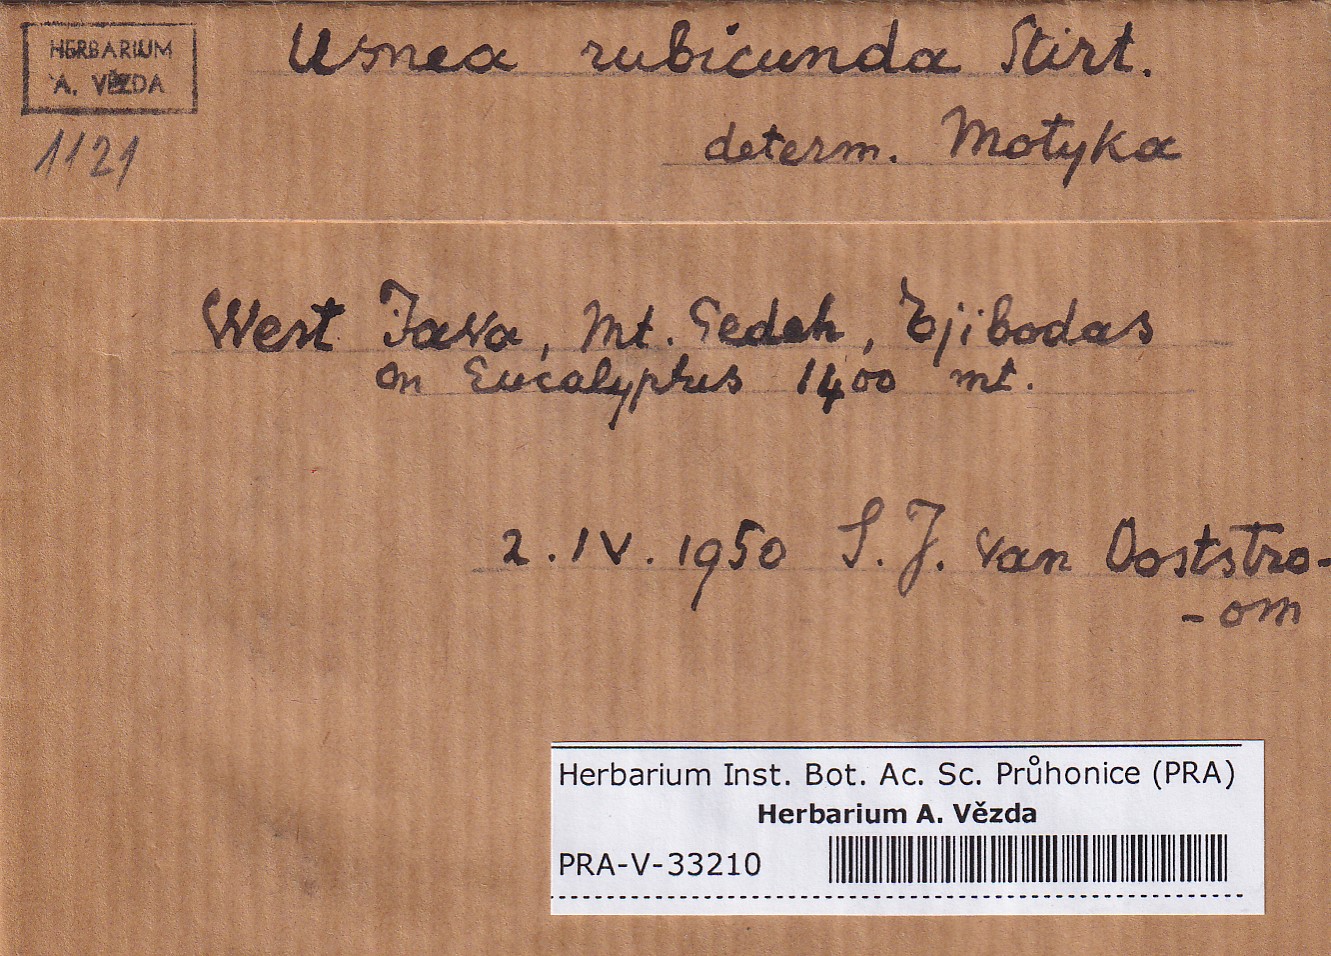 HERBARIUM
A. VĚZDA
1121
Usnea rubicunda Stirt.
determ. Motyka
West Java, Mt. Gedeh, Tjibodas
on Eucalyptus 1400 mt.
2.IV.1950 S.J. van Ooststro-
-om
Herbarium Inst. Bot. Ac. Sc. Průhonice (PRA)
Herbarium A. Vězda
PRA-V-33210